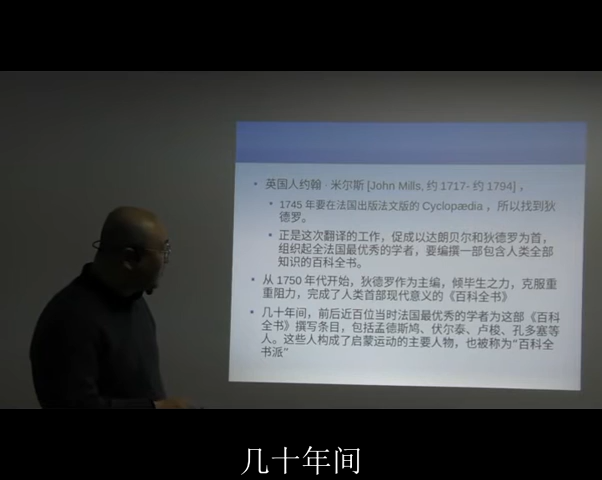 英国人约翰 · 米尔斯 [John Mills, 约 1717- 约 1794] ，
1745 年要在法国出版法文版的 Cyclopædia ，所以找到狄
德罗。
正是这次翻译的工作，促成以达朗贝尔和狄德罗为首，
组织起全法国最优秀的学者，要编撰一部包含人类全部
知识的百科全书。
从 1750 年代开始，狄德罗作为主编，倾毕生之力，克服重
重阻力，完成了人类首部现代意义的《百科全书》
几十年间，前后近百位当时法国最优秀的学者为这部《百科
全书》撰写条目，包括孟德斯鸠、伏尔泰、卢梭、孔多塞等
人。这些人构成了启蒙运动的主要人物，也被称为“百科全
书派”
几十年间